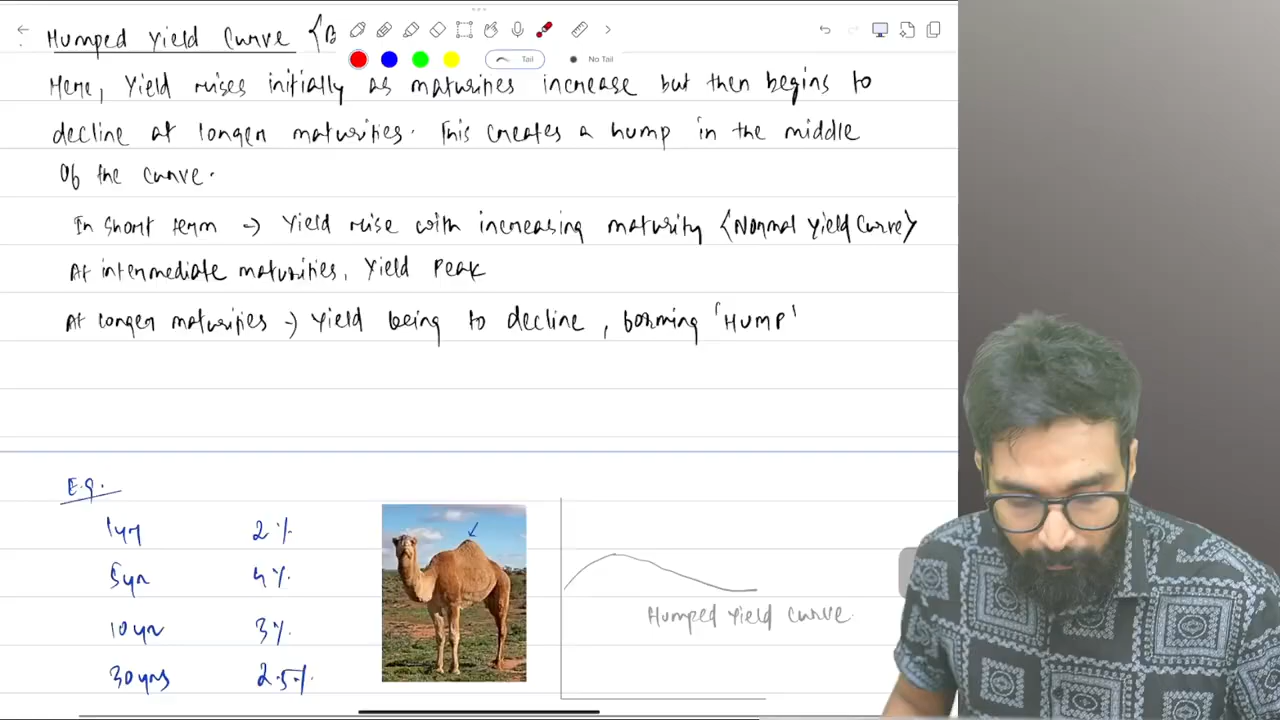 Humped Yield Curve
Tail
No Tail
Here, Yield rises initially as maturities increase but then begins to
decline at longer maturities. This creates a hump in the middle
Of the curve.
In Short term -> Yield rise with increasing maturity <Normal Yield Curve>
At intermediate maturities, Yield Peak
At longer maturities -> Yield being to decline, forming 'HUMP'
E.g.
1yr 2%
5yr 4%
10yr 3%
30yrs 2.5%
Humped Yield Curve.